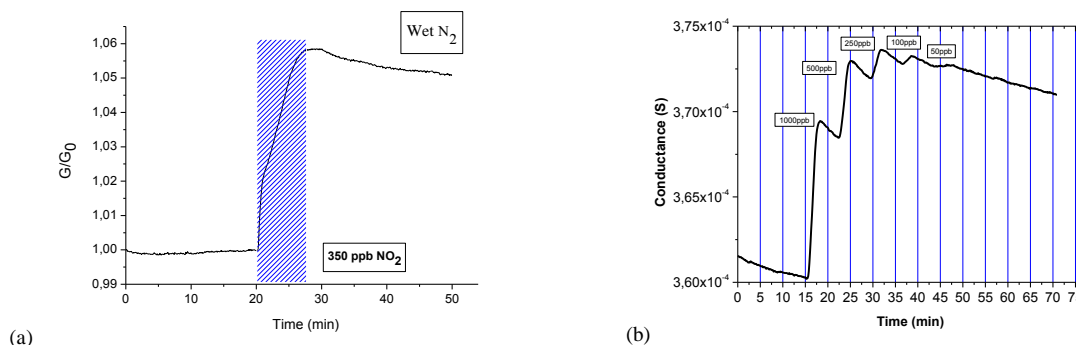 Wet N2
1,06
1,05
1,04
1,03
1,02
1,01
1,00
0,99
G/G0
350 ppb NO2
0
10
20
30
40
50
Time (min)
(a)
3,75x10-4
3,70x10-4
3,65x10-4
3,60x10-4
Conductance (S)
1000ppb
500ppb
250ppb
100ppb
50ppb
0 5 10 15 20 25 30 35 40 45 50 55 60 65 70 75
Time (min)
(b)